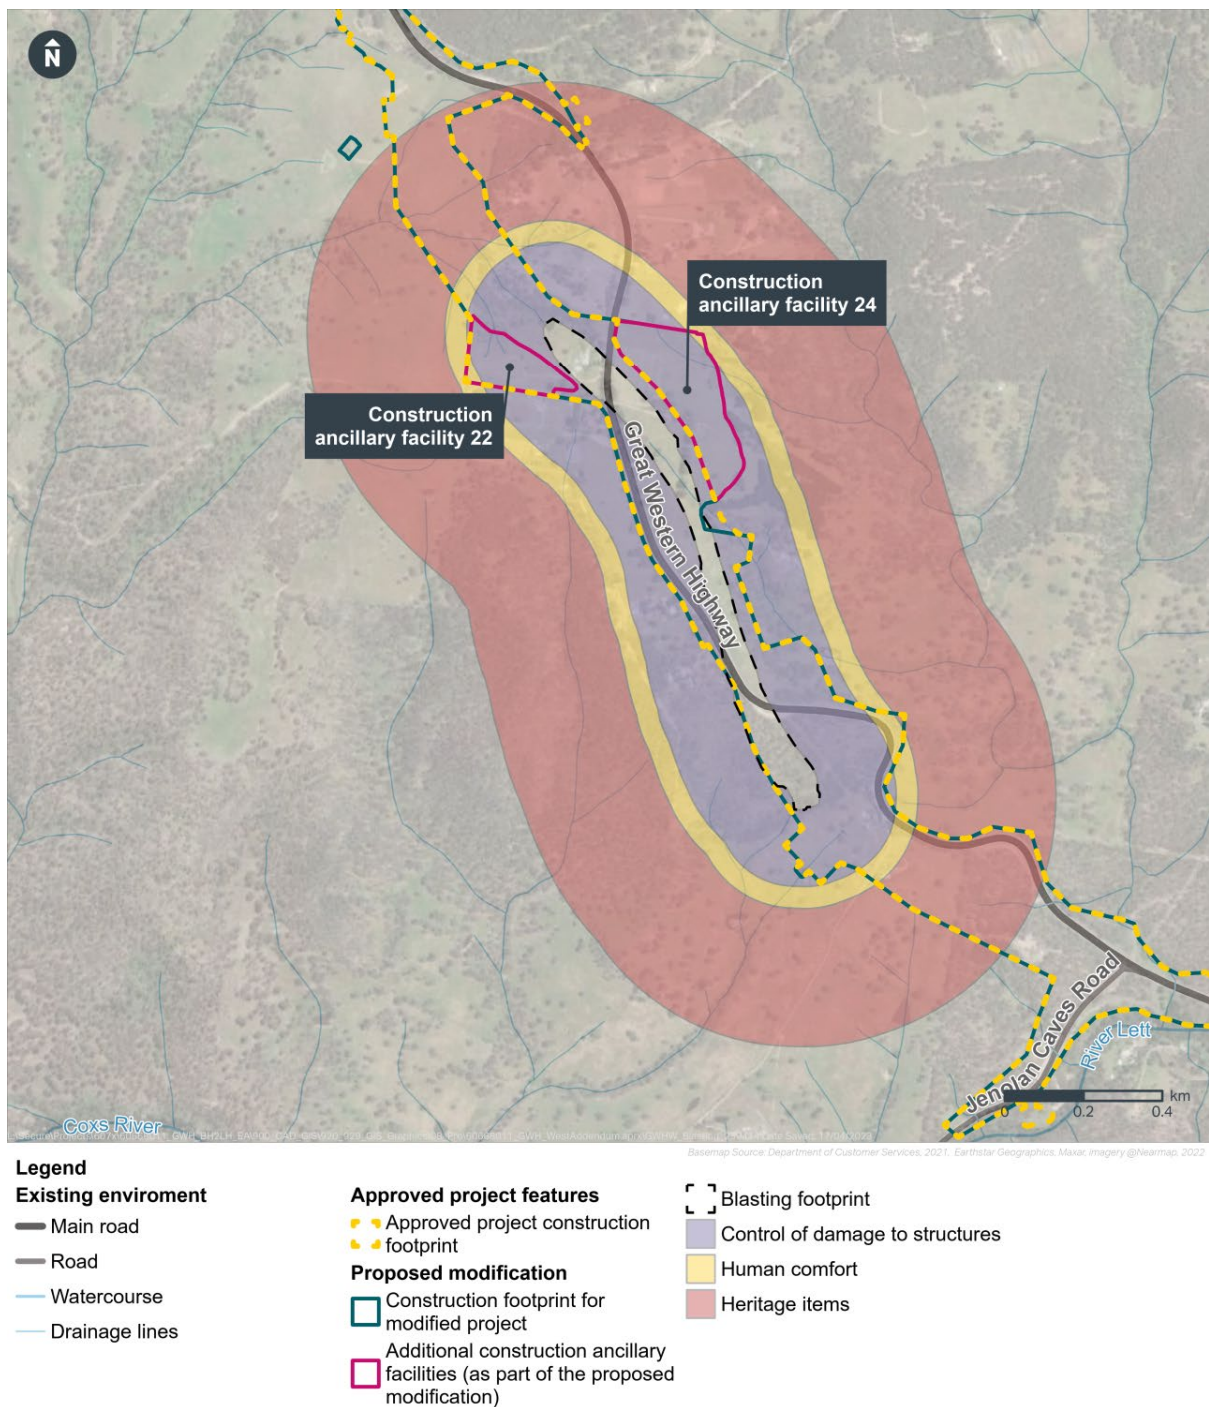 N
Construction
ancillary facility 24
Construction
ancillary facility 22
Great Western Highway
Jenolan Caves Road
River Lett
km
0
0.2
0.4
Coxs River
Basemap Source: Department of Customer Services, 2021. Earthstar Geographics, Maxar, Imagery @Nearmap, 2022
Legend
Existing enviroment
Main road
Road
Watercourse
Drainage lines
Approved project features
Approved project construction
footprint
Proposed modification
Construction footprint for
modified project
Additional construction ancillary
facilities (as part of the proposed
modification)
Blasting footprint
Control of damage to structures
Human comfort
Heritage items